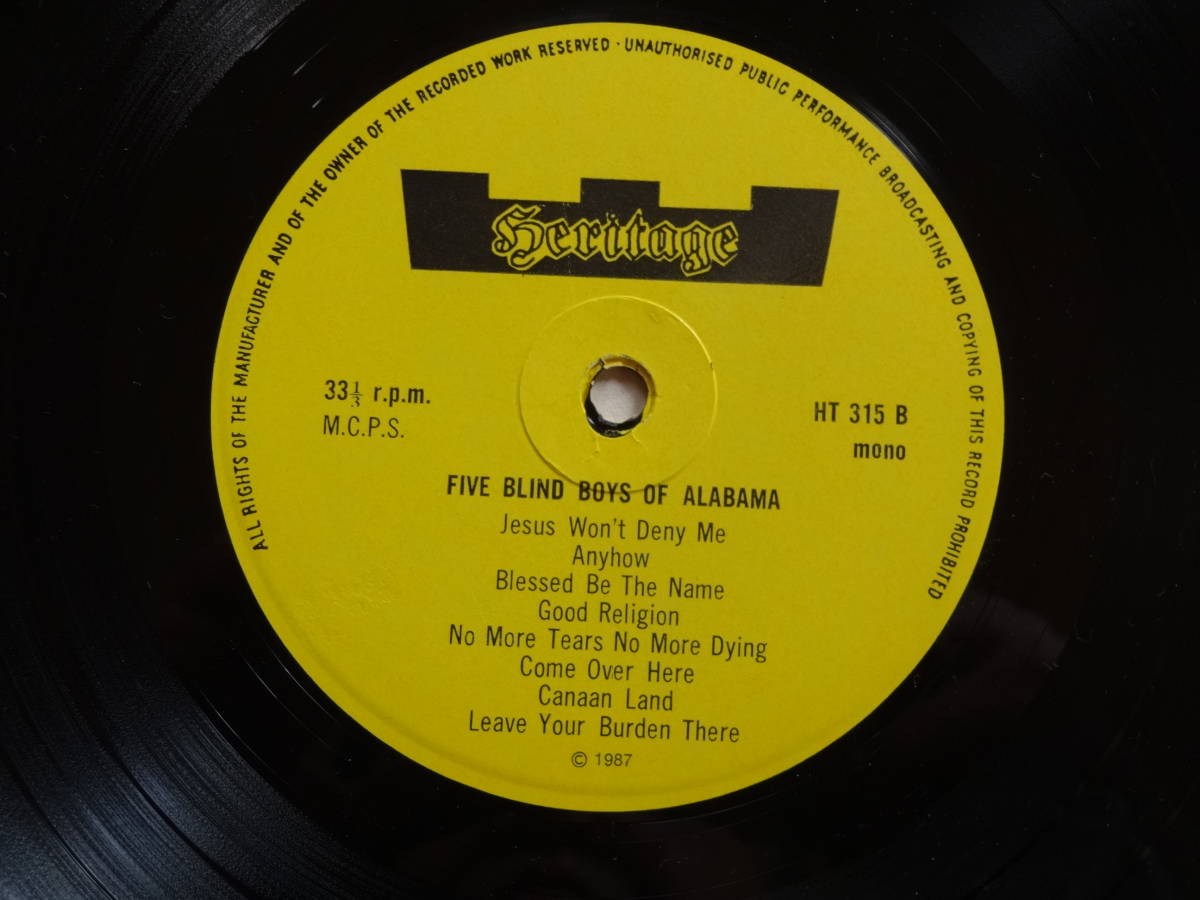 ALL RIGHTS OF THE MANUFACTURER AND OF THE OWNER OF THE RECORDED WORK RESERVED · UNAUTHORISED PUBLIC PERFORMANCE BROADCASTING AND COPYING OF THIS RECORD PROHIBITED
Heritage
33⅓ r.p.m.
M.C.P.S.
HT 315 B
mono
FIVE BLIND BOYS OF ALABAMA
Jesus Won't Deny Me
Anyhow
Blessed Be The Name
Good Religion
No More Tears No More Dying
Come Over Here
Canaan Land
Leave Your Burden There
© 1987